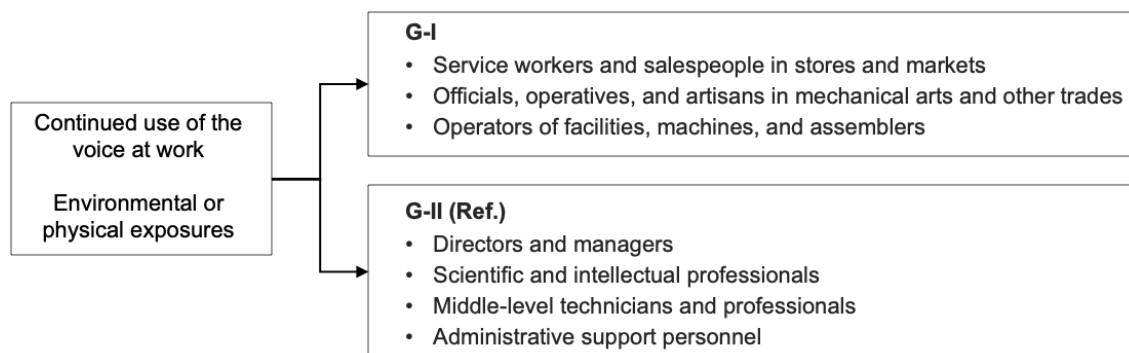 Continued use of the
voice at work
Environmental or
physical exposures
G-I
• Service workers and salespeople in stores and markets
• Officials, operatives, and artisans in mechanical arts and other trades
• Operators of facilities, machines, and assemblers
G-II (Ref.)
• Directors and managers
• Scientific and intellectual professionals
• Middle-level technicians and professionals
• Administrative support personnel